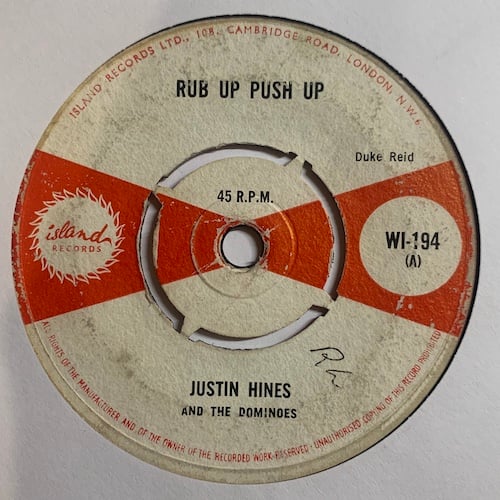 ISLAND RECORDS LTD., 108, CAMBRIDGE ROAD, LONDON, N.W.6
RUB UP PUSH UP
Duke Reid
45 R.P.M.
island
RECORDS
WI-194
(A)
JUSTIN HINES
AND THE DOMINOES
ALL RIGHTS OF THE MANUFACTURER AND OF THE OWNER OF THE RECORDED WORK RESERVED · UNAUTHORISED COPYING OF THIS RECORD PROHIBITED